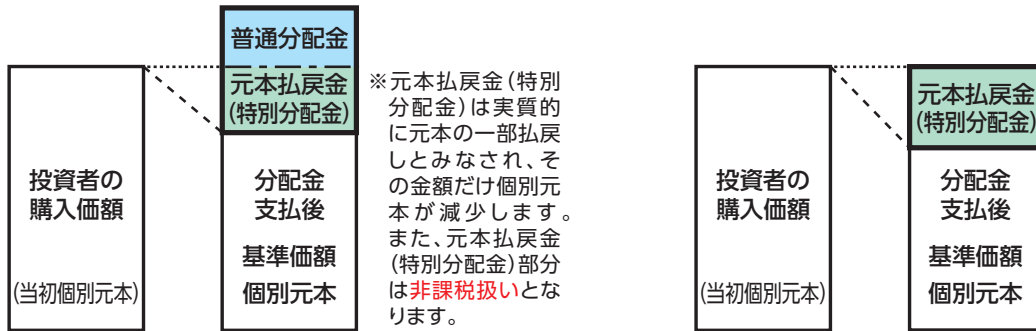 投資者の
購入価額
(当初個別元本)
普通分配金
元本払戻金
(特別分配金)
分配金
支払後
基準価額
個別元本
※元本払戻金(特別
分配金)は実質的
に元本の一部払戻
しとみなされ、そ
の金額だけ個別元
本が減少します。
また、元本払戻金
(特別分配金)部分
は非課税扱いとな
ります。
投資者の
購入価額
(当初個別元本)
元本払戻金
(特別分配金)
分配金
支払後
基準価額
個別元本